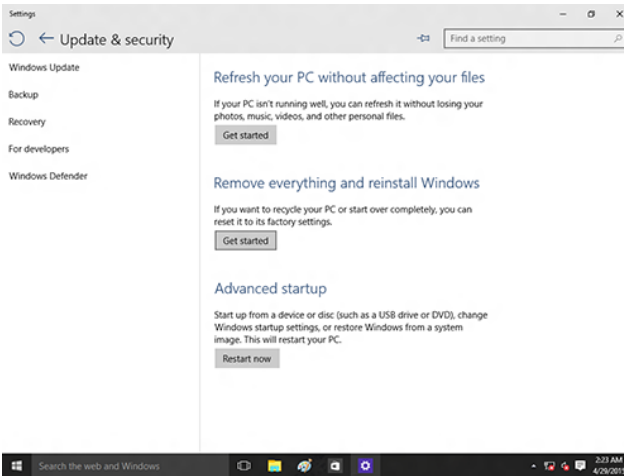 Settings
Update & security
Find a setting
Windows Update
Backup
Recovery
For developers
Windows Defender
Refresh your PC without affecting your files
If your PC isn't running well, you can refresh it without losing your
photos, music, videos, and other personal files.
Get started
Remove everything and reinstall Windows
If you want to recycle your PC or start over completely, you can
reset it to its factory settings.
Get started
Advanced startup
Start up from a device or disc (such as a USB drive or DVD), change
Windows startup settings, or restore Windows from a system
image. This will restart your PC.
Restart now
Search the web and Windows
2:23 AM
4/29/2015